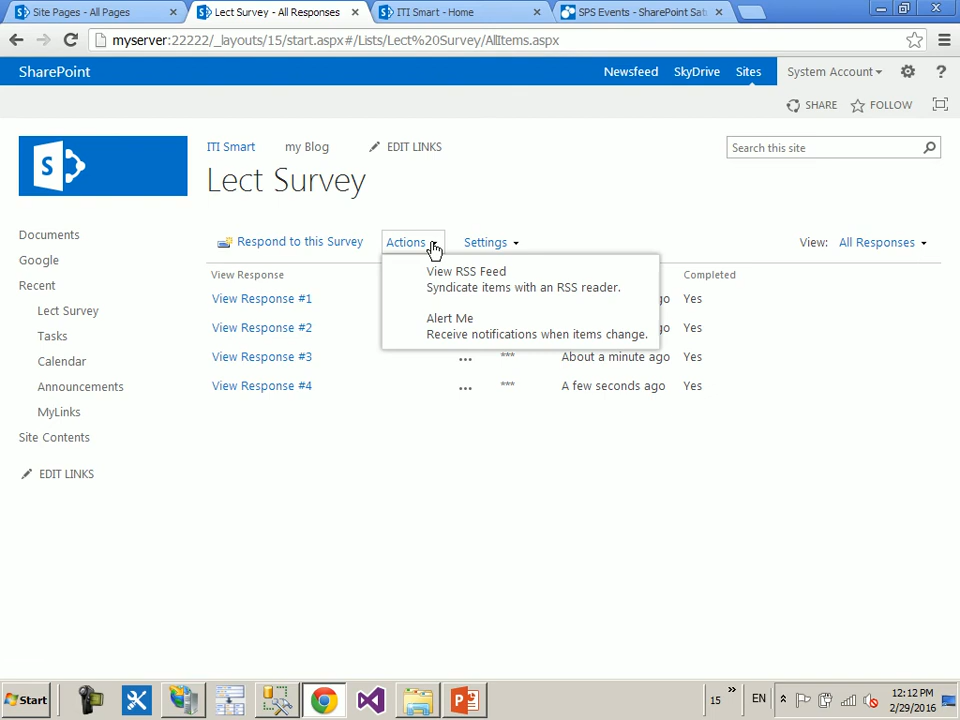 Site Pages - All Pages
Lect Survey - All Responses
ITI Smart - Home
SPS Events - SharePoint Satu
myserver:22222/_layouts/15/start.aspx#/Lists/Lect%20Survey/AllItems.aspx
SharePoint
Newsfeed
SkyDrive
Sites
System Account
?
SHARE
FOLLOW
ITI Smart
my Blog
EDIT LINKS
Search this site
Lect Survey
Documents
Google
Recent
Lect Survey
Tasks
Calendar
Announcements
MyLinks
Site Contents
EDIT LINKS
Respond to this Survey
Actions
Settings
View: All Responses
View Response
Completed
View RSS Feed
Syndicate items with an RSS reader.
Alert Me
Receive notifications when items change.
View Response #1
go
Yes
View Response #2
go
Yes
View Response #3
...
***
About a minute ago
Yes
View Response #4
...
***
A few seconds ago
Yes
Start
15
EN
12:12 PM
2/29/2016